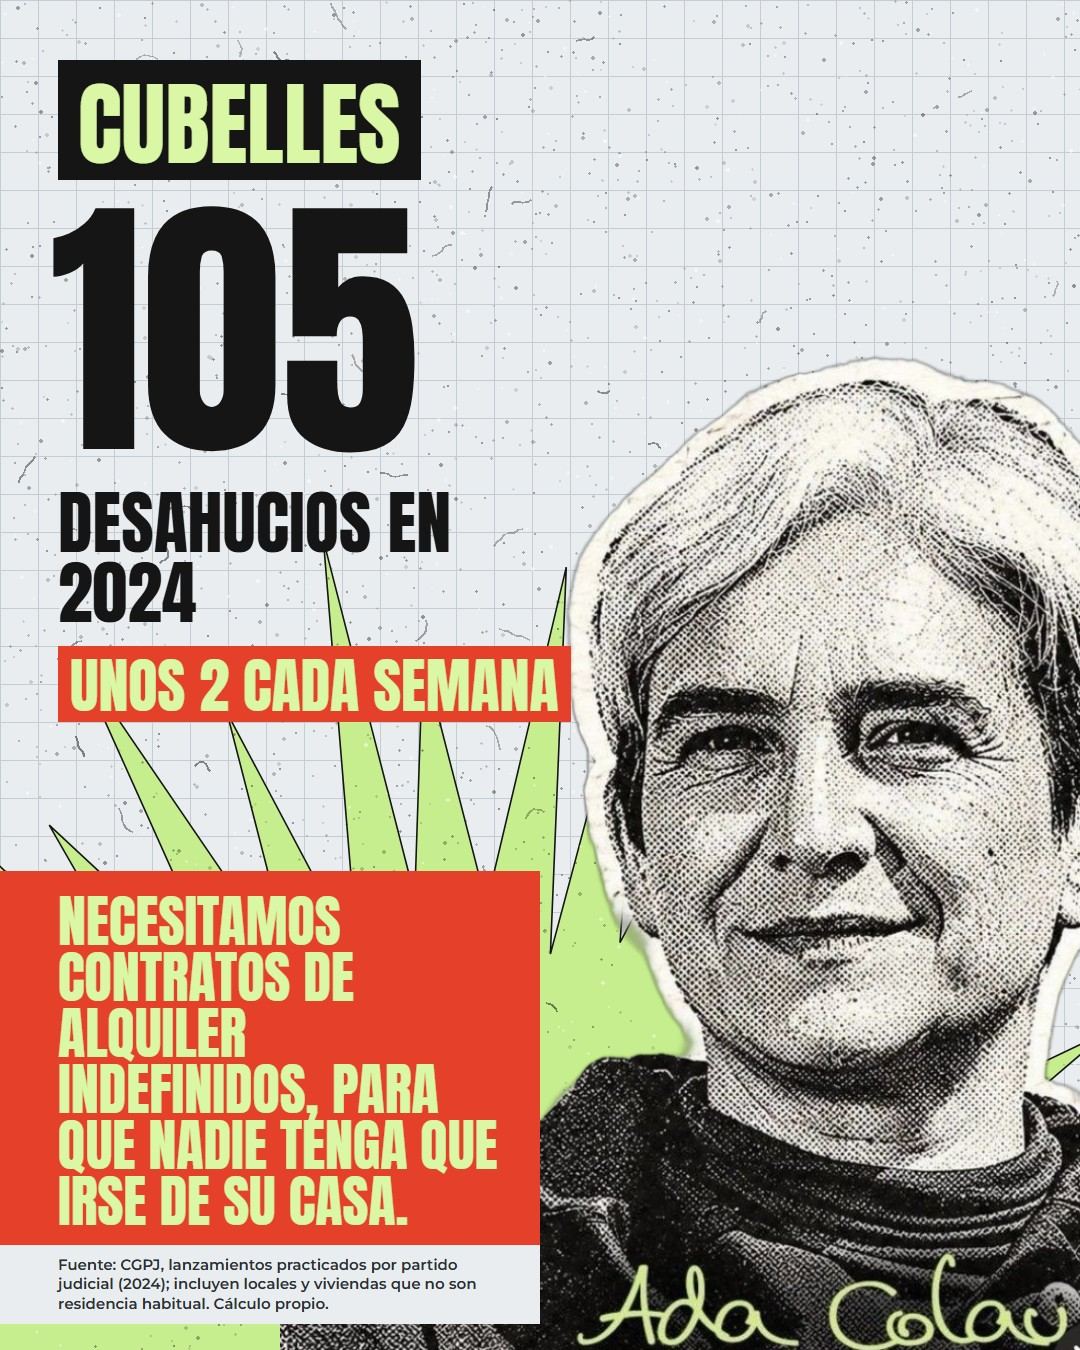 CUBELLES
105
DESAHUCIOS EN
2024
UNOS 2 CADA SEMANA
NECESITAMOS
CONTRATOS DE
ALQUILER
INDEFINIDOS, PARA
QUE NADIE TENGA QUE
IRSE DE SU CASA.
Fuente: CGPJ, lanzamientos practicados por partido
judicial (2024); incluyen locales y viviendas que no son
residencia habitual. Cálculo propio.
Ada Colau